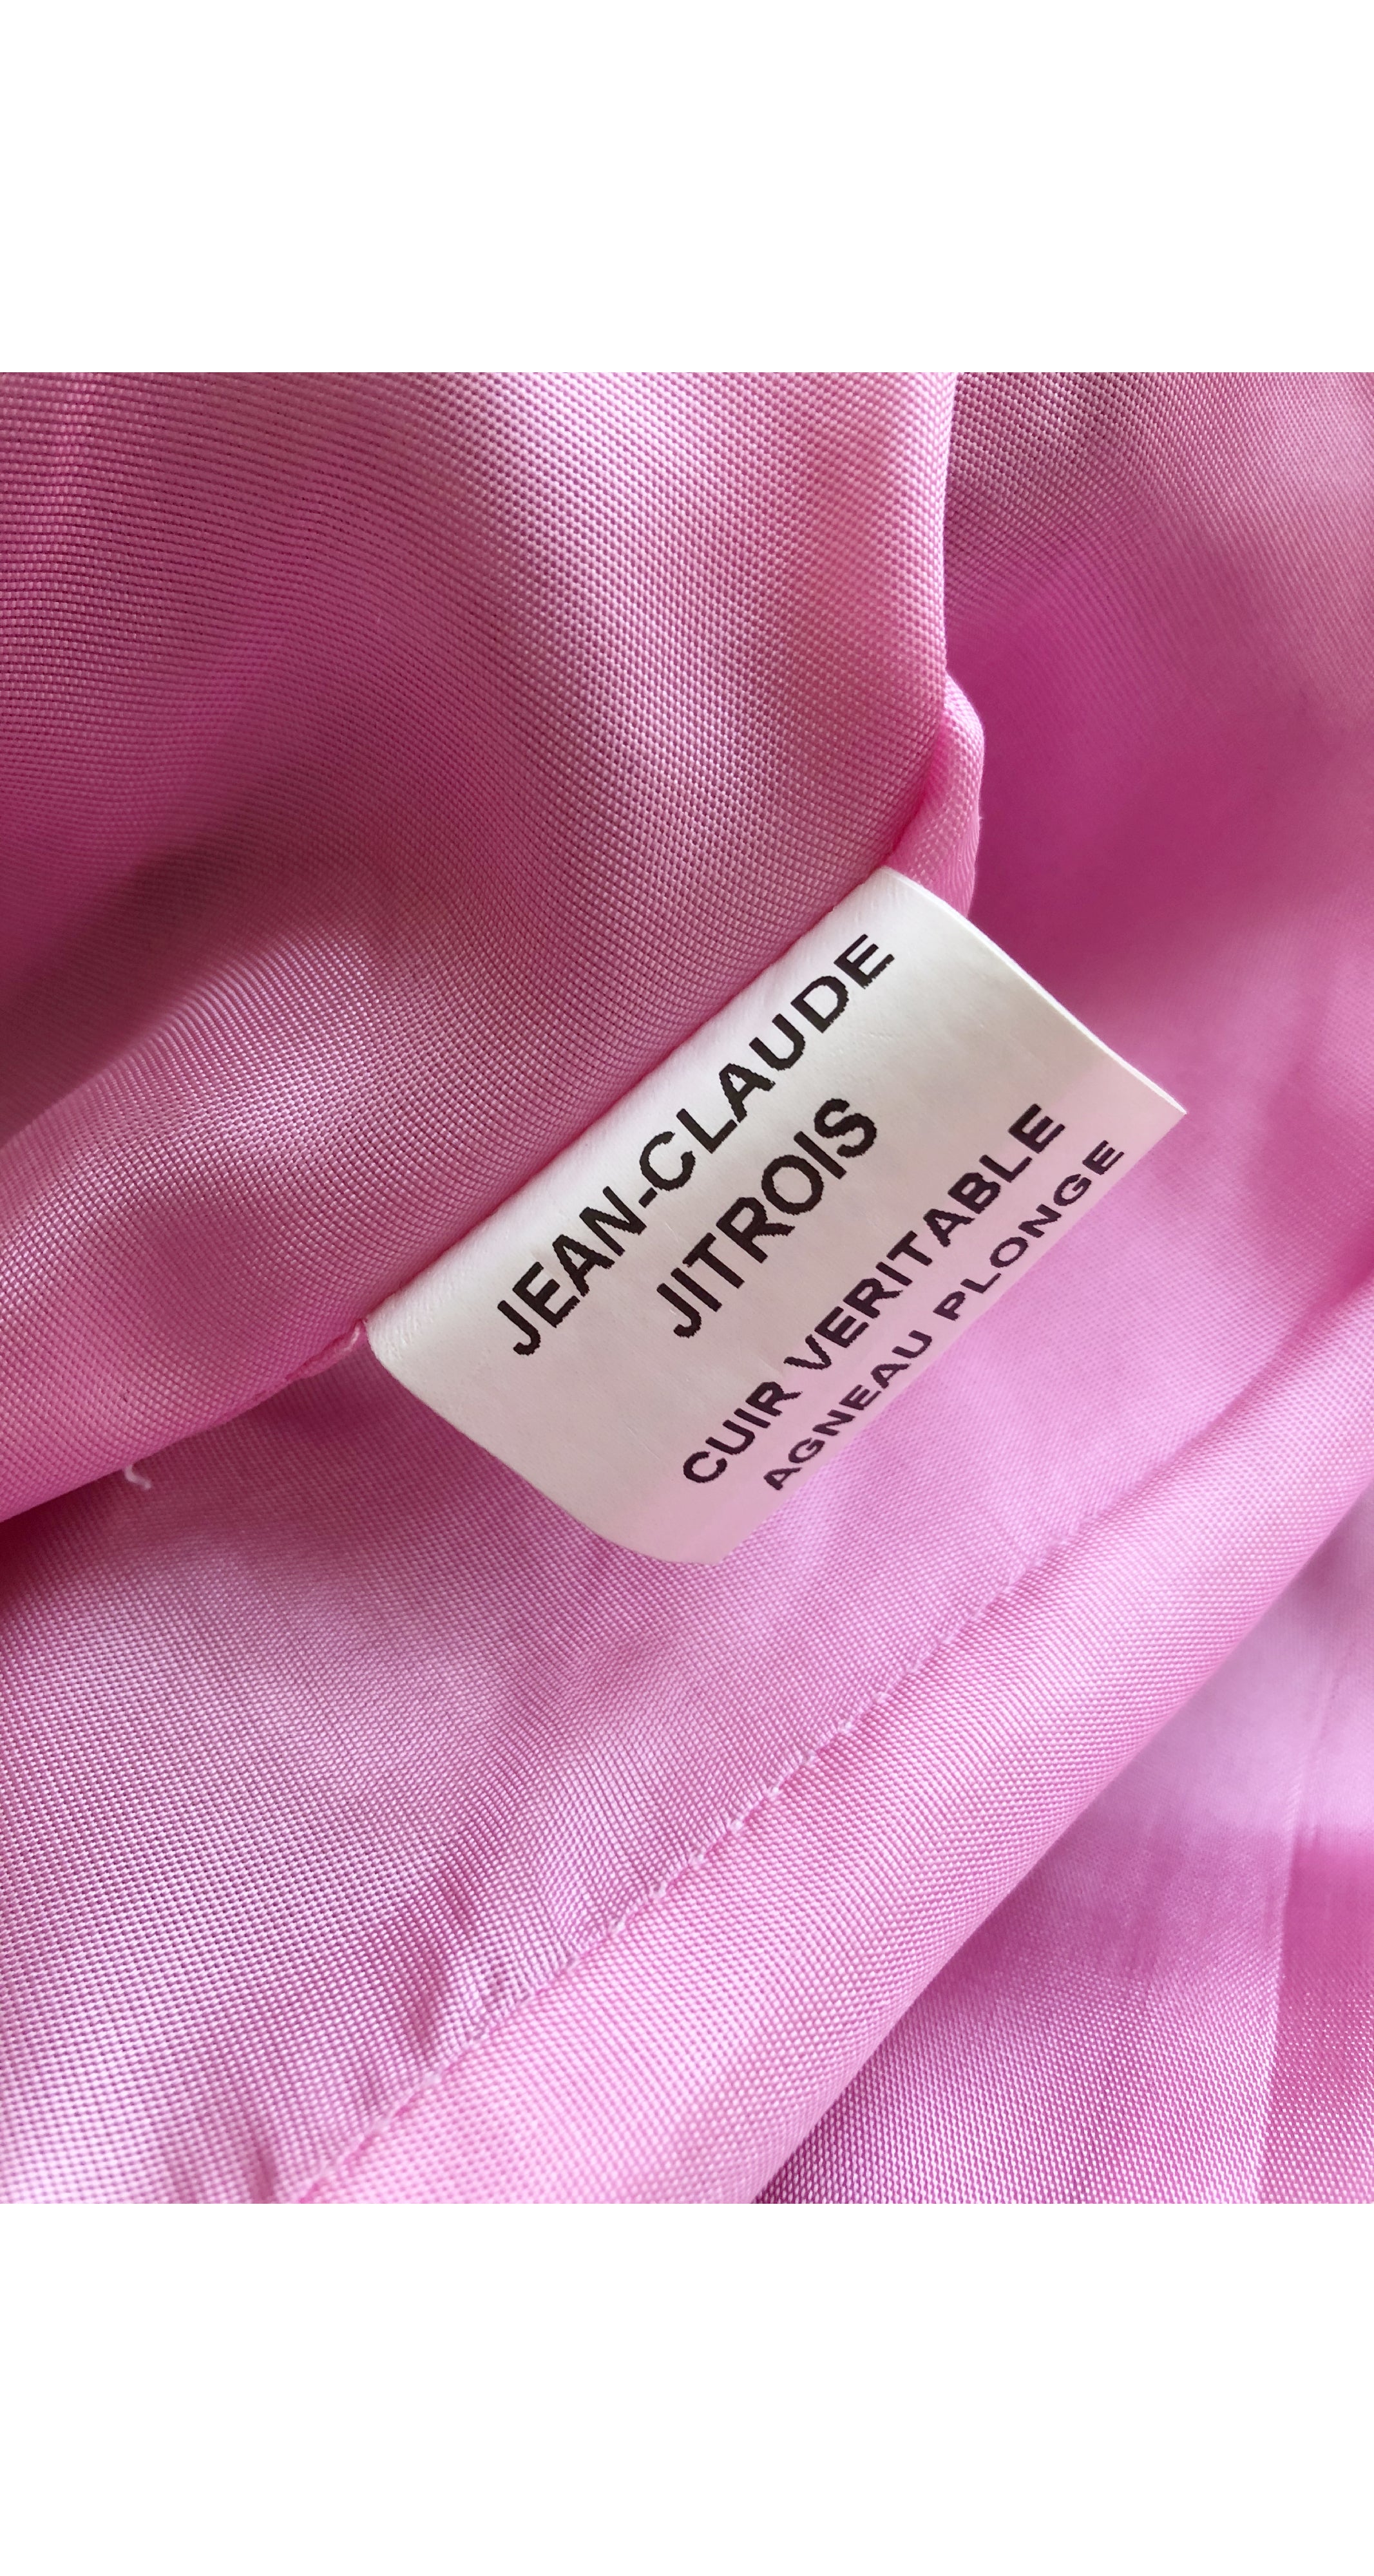 JEAN-CLAUDE
JITROIS
CUIR VERITABLE
AGNEAU PLONGE